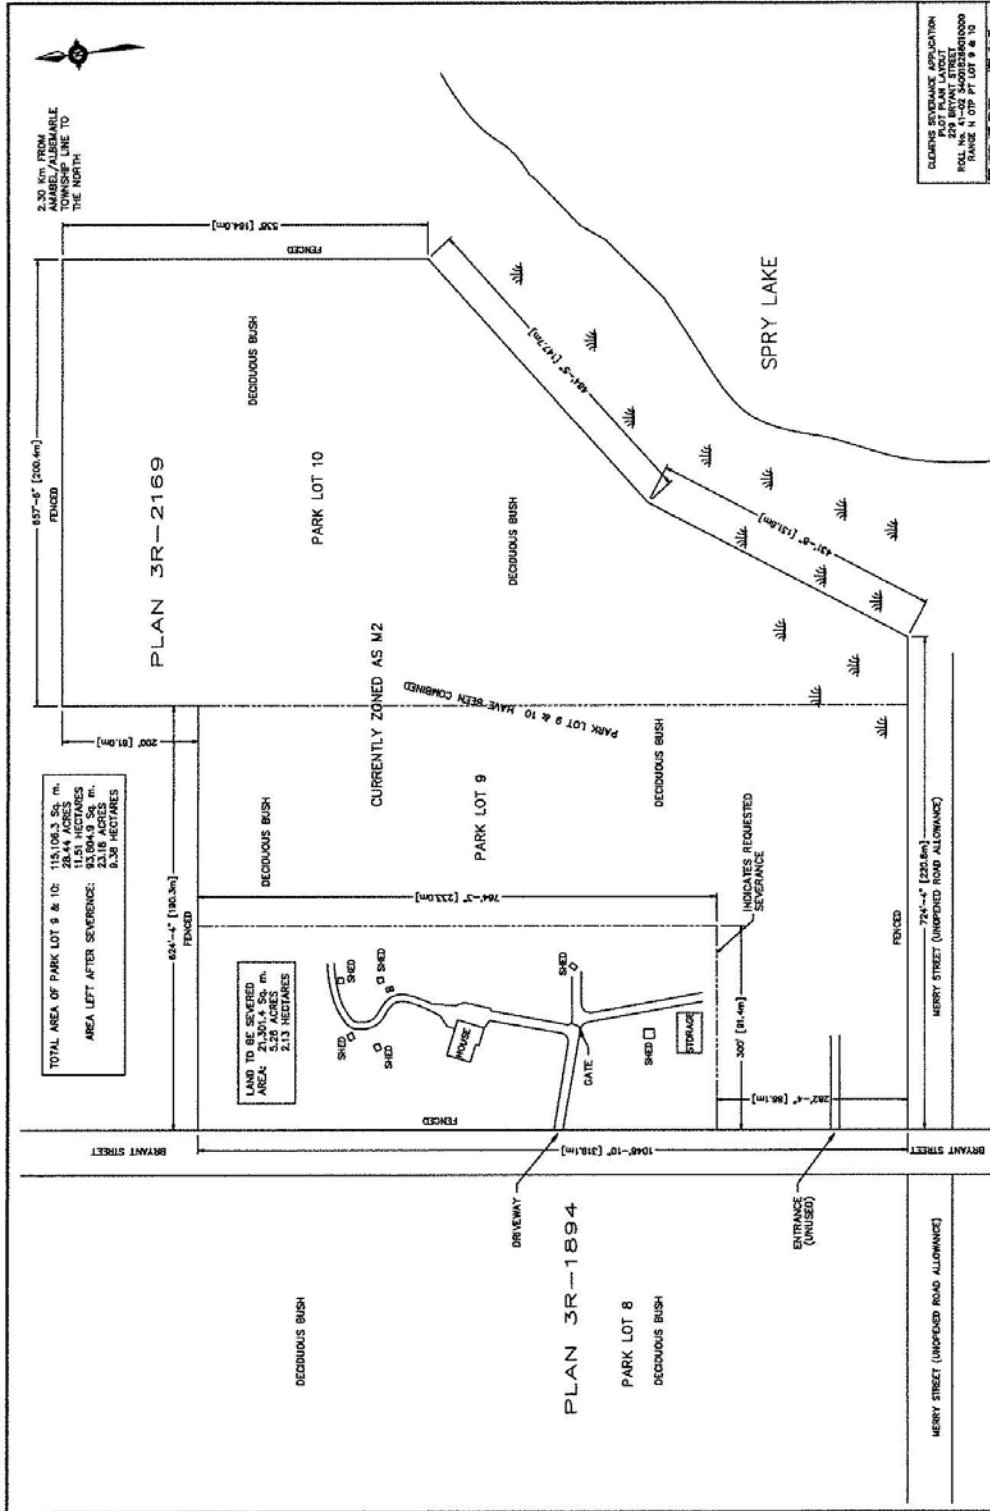 2.30 Km FROM
AMABEL/ALBEMARLE
TOWNSHIP LINE TO
THE NORTH
657'-6" [200.4m]
FENCED
538' [164.0m]
FENCED
PLAN 3R-2169
DECIDUOUS BUSH
PARK LOT 10
DECIDUOUS BUSH
484'-5" [147.7m]
431'-8" [131.6m]
SPRY LAKE
CURRENTLY ZONED AS M2
PARK LOT 9 & 10 HAVE BEEN COMBINED
200' [61.0m]
TOTAL AREA OF PARK LOT 9 & 10: 115,106.3 Sq. m.
28.44 ACRES
11.51 HECTARES
AREA LEFT AFTER SEVERENCE: 93,804.9 Sq. m.
23.18 ACRES
9.38 HECTARES
624'-4" [190.3m]
FENCED
DECIDUOUS BUSH
PARK LOT 9
DECIDUOUS BUSH
764'-3" [233.0m]
INDICATES REQUESTED
SEVERANCE
LAND TO BE SEVERED
AREA: 21,301.4 Sq. m.
5.26 ACRES
2.13 HECTARES
SHED
SHED
SHED
SHED
HOUSE
SHED
GATE
SHED
STORAGE
300' [91.4m]
282'-4" [86.1m]
FENCED
FENCED
724'-4" [220.8m]
MERRY STREET (UNOPENED ROAD ALLOWANCE)
BRYANT STREET
1046'-10" [319.1m]
BRYANT STREET
DRIVEWAY
ENTRANCE
(UNUSED)
DECIDUOUS BUSH
PLAN 3R-1894
PARK LOT 8
DECIDUOUS BUSH
MERRY STREET (UNOPENED ROAD ALLOWANCE)
CLEMENS SEVERANCE APPLICATION
PLOT PLAN LAYOUT
229 BRYANT STREET
ROLL No. 41-02
RANGE N OTP PT LOT 9 & 10